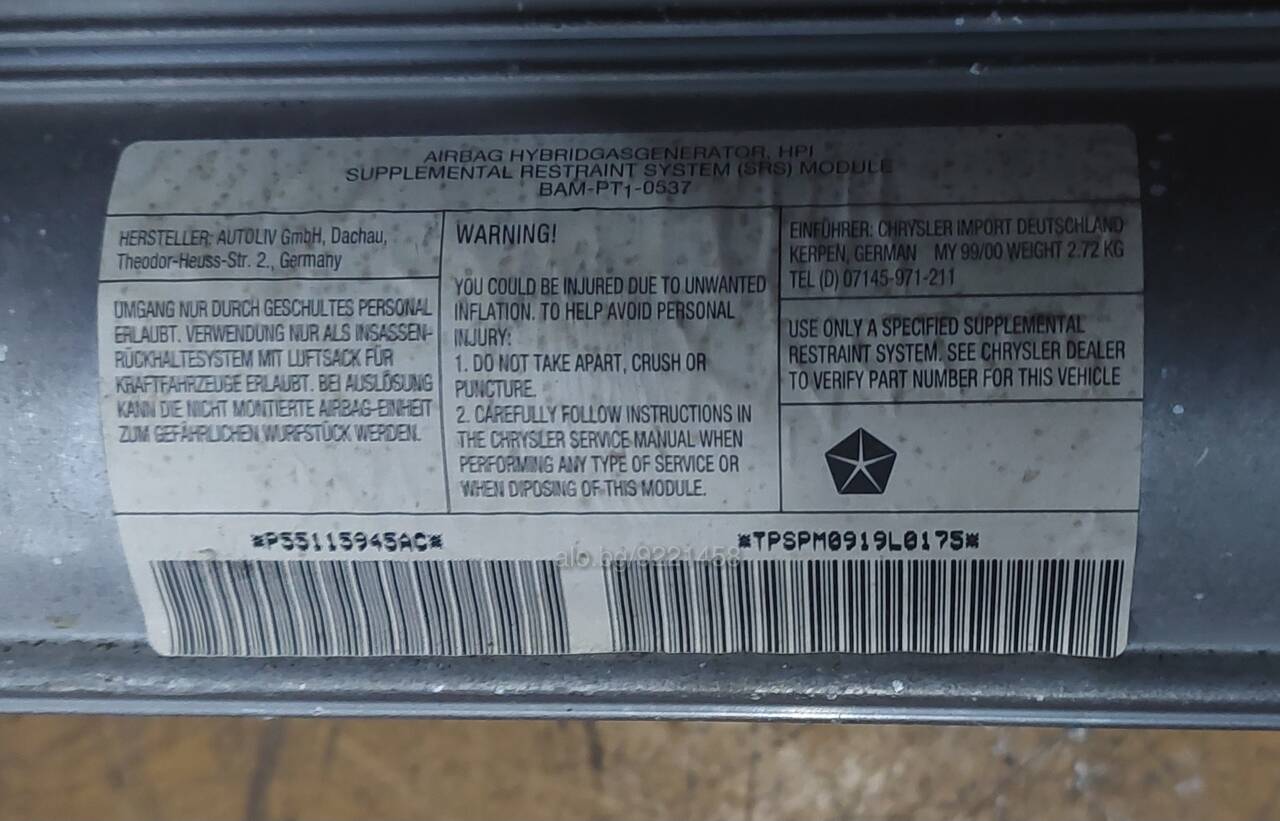 AIRBAG HYBRIDGASGENERATOR, HPI
SUPPLEMENTAL RESTRAINT SYSTEM (SRS) MODULE
BAM-PT1-0537
HERSTELLER: AUTOLIV GmbH, Dachau,
Theodor-Heuss-Str. 2., Germany
UMGANG NUR DURCH GESCHULTES PERSONAL
ERLAUBT. VERWENDUNG NUR ALS INSASSEN-
RÜCKHALTESYSTEM MIT LUFTSACK FÜR
KRAFTFAHRZEUGE ERLAUBT. BEI AUSLÖSUNG
KANN DIE NICHT MONTIERTE AIRBAG-EINHEIT
ZUM GEFÄHRLICHEN WURFSTÜCK WERDEN.
WARNING!
YOU COULD BE INJURED DUE TO UNWANTED
INFLATION. TO HELP AVOID PERSONAL
INJURY:
1. DO NOT TAKE APART, CRUSH OR
PUNCTURE.
2. CAREFULLY FOLLOW INSTRUCTIONS IN
THE CHRYSLER SERVICE MANUAL WHEN
PERFORMING ANY TYPE OF SERVICE OR
WHEN DIPOSING OF THIS MODULE.
EINFÜHRER: CHRYSLER IMPORT DEUTSCHLAND
KERPEN, GERMAN MY 99/00 WEIGHT 2.72 KG
TEL (D) 07145-971-211
USE ONLY A SPECIFIED SUPPLEMENTAL
RESTRAINT SYSTEM. SEE CHRYSLER DEALER
TO VERIFY PART NUMBER FOR THIS VEHICLE
*P55115945AC*
*TPSPM0919L0175*
alo.bg/9221458